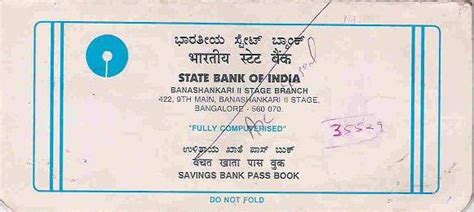 ಭಾರತೀಯ ಸ್ಟೇಟ್ ಬ್ಯಾಂಕ್
भारतीय स्टेट बैंक
STATE BANK OF INDIA
BANASHANKARI II STAGE BRANCH
422, 9TH MAIN, BANASHANKARI II STAGE,
BANGALORE - 560 070.
"FULLY COMPUTERISED"
ಉಳಿತಾಯ ಖಾತೆ ಪಾಸ್ ಬುಕ್
बचत खाता पास बुक
SAVINGS BANK PASS BOOK
DO NOT FOLD